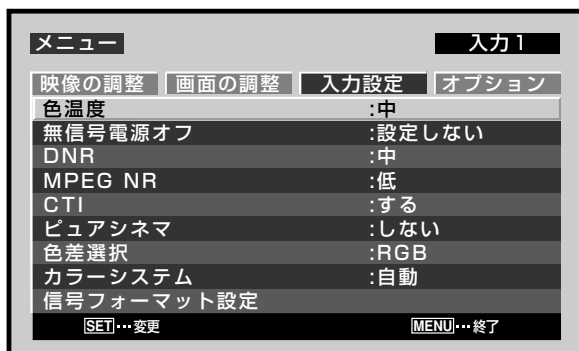 メニュー 入力1
映像の調整 画面の調整 入力設定 オプション
色温度 :中
無信号電源オフ :設定しない
DNR :中
MPEG NR :低
CTI :する
ピュアシネマ :しない
色差選択 :RGB
カラーシステム :自動
信号フォーマット設定
SET…変更 MENU…終了